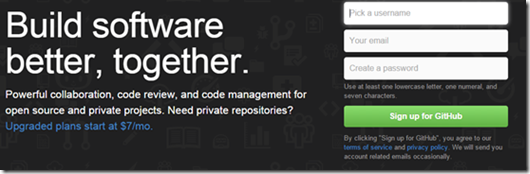 Build software
better, together.
Powerful collaboration, code review, and code management for
open source and private projects. Need private repositories?
Upgraded plans start at $7/mo.
Pick a username
Your email
Create a password
Use at least one lowercase letter, one numeral, and
seven characters.
Sign up for GitHub
By clicking "Sign up for GitHub", you agree to our
terms of service and privacy policy. We will send you
account related emails occasionally.